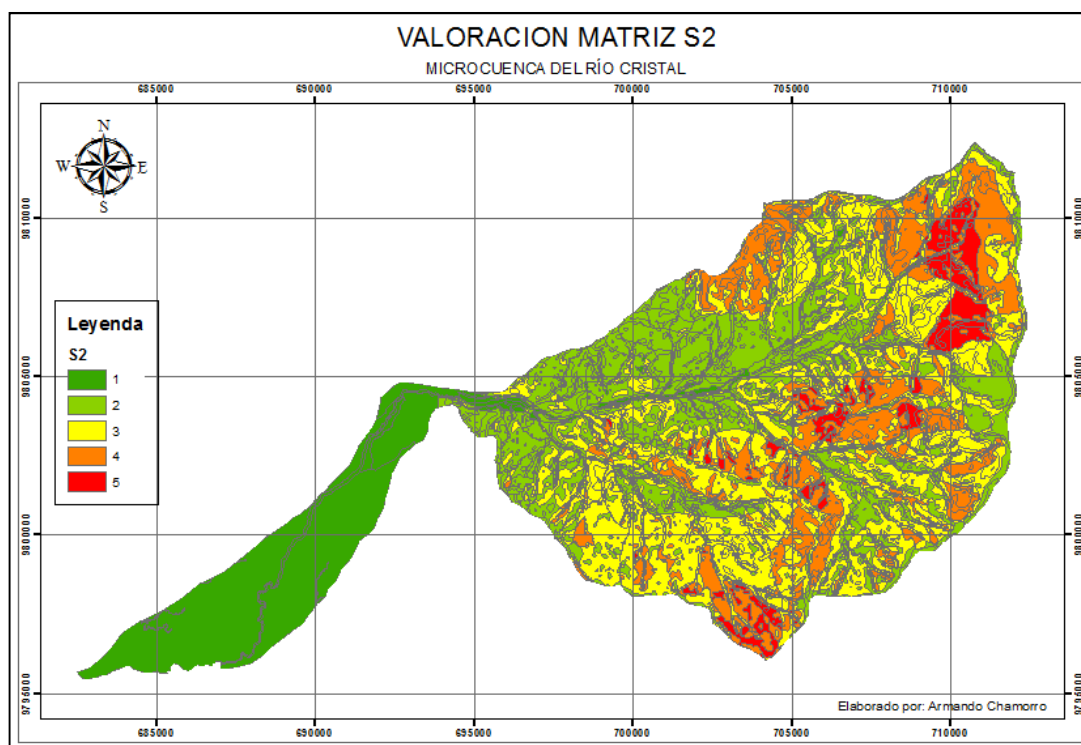 VALORACION MATRIZ S2
MICROCUENCA DEL RÍO CRISTAL
685000 690000 695000 700000 705000 710000
N
W E
S
9810000 9810000
Leyenda
S2
1
2
3
4
5
9805000 9805000
9800000 9800000
9795000 9795000
Elaborado por: Armando Chamorro
685000 690000 695000 700000 705000 710000